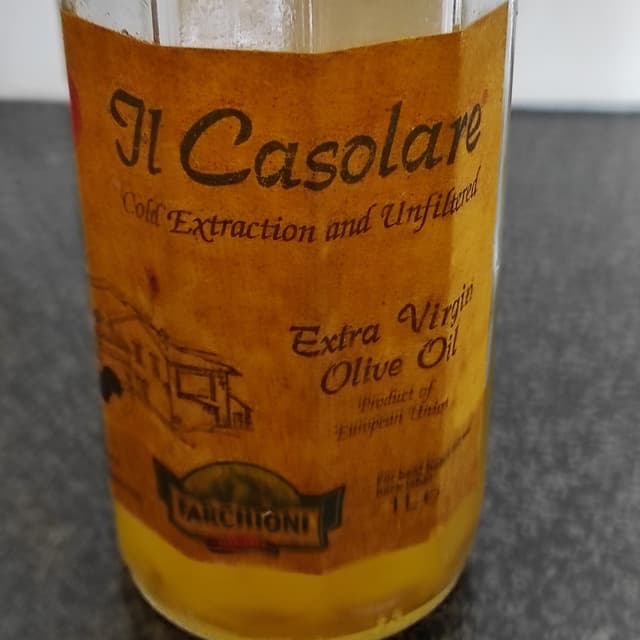 Il Casolare
Cold Extraction and Unfiltered
Extra Virgin
Olive Oil
Product of
European Union
FARCHIONI
1 L e